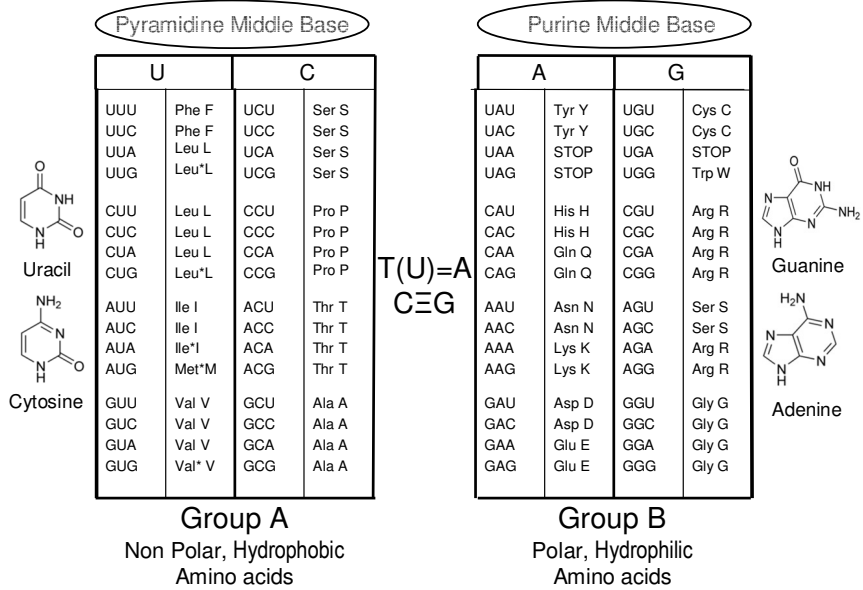 Pyramidine Middle Base
Purine Middle Base
U C
UUU Phe F UCU Ser S
UUC Phe F UCC Ser S
UUA Leu L UCA Ser S
UUG Leu*L UCG Ser S
CUU Leu L CCU Pro P
CUC Leu L CCC Pro P
CUA Leu L CCA Pro P
CUG Leu*L CCG Pro P
AUU Ile I ACU Thr T
AUC Ile I ACC Thr T
AUA Ile*I ACA Thr T
AUG Met*M ACG Thr T
GUU Val V GCU Ala A
GUC Val V GCC Ala A
GUA Val V GCA Ala A
GUG Val* V GCG Ala A
A G
UAU Tyr Y UGU Cys C
UAC Tyr Y UGC Cys C
UAA STOP UGA STOP
UAG STOP UGG Trp W
CAU His H CGU Arg R
CAC His H CGC Arg R
CAA Gln Q CGA Arg R
CAG Gln Q CGG Arg R
AAU Asn N AGU Ser S
AAC Asn N AGC Ser S
AAA Lys K AGA Arg R
AAG Lys K AGG Arg R
GAU Asp D GGU Gly G
GAC Asp D GGC Gly G
GAA Glu E GGA Gly G
GAG Glu E GGG Gly G
O
NH
N
H
O
Uracil
NH₂
N
N
H
O
Cytosine
T(U)=A
CΞG
O
N
NH
N
H
N
NH₂
Guanine
H₂N
N
N
N
H
N
Adenine
Group A
Non Polar, Hydrophobic
Amino acids
Group B
Polar, Hydrophilic
Amino acids